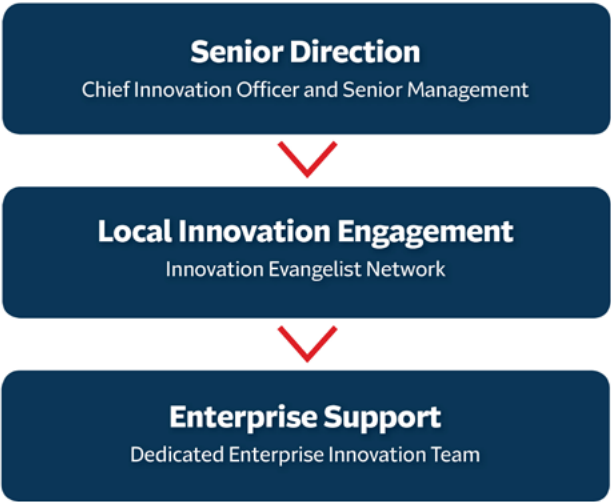 Senior Direction
Chief Innovation Officer and Senior Management
Local Innovation Engagement
Innovation Evangelist Network
Enterprise Support
Dedicated Enterprise Innovation Team